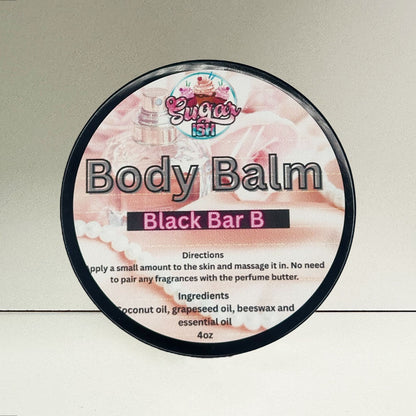 Sugar
ISH
Body Balm
Black Bar B
Directions
pply a small amount to the skin and massage it in. No need
to pair any fragrances with the perfume butter.
Ingredients
oconut oil, grapeseed oil, beeswax and
essential oil
4oz